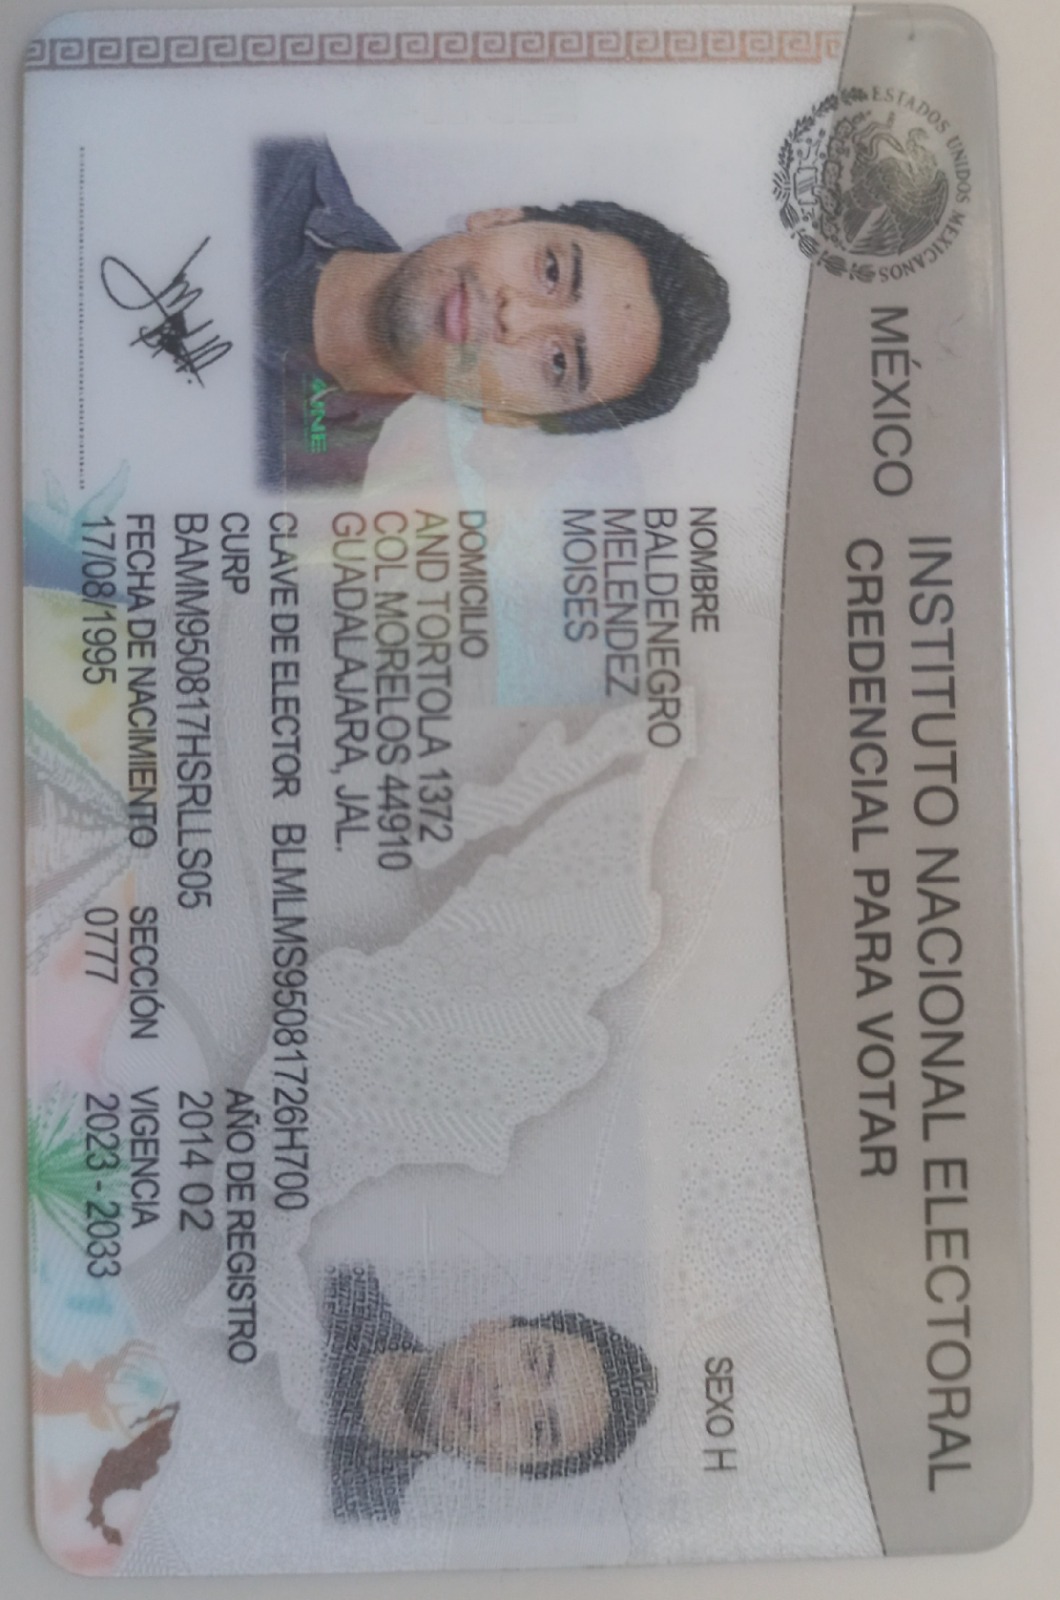 ESTADOS UNIDOS MEXICANOS
MÉXICO
INSTITUTO NACIONAL ELECTORAL
CREDENCIAL PARA VOTAR
NOMBRE
BALDENEGRO
MELENDEZ
MOISES
SEXO H
DOMICILIO
AND TORTOLA 1372
COL MORELOS 44910
GUADALAJARA, JAL.
CLAVE DE ELECTOR BLMLMS95081726H700
CURP
BAMM950817HSRLLS05
AÑO DE REGISTRO
2014 02
FECHA DE NACIMIENTO
17/08/1995
SECCIÓN
0777
VIGENCIA
2023 - 2033
INE